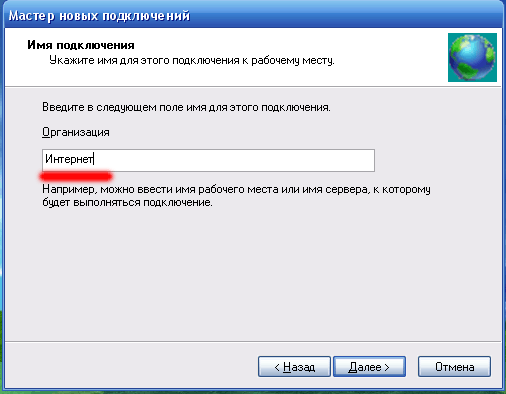 Мастер новых подключений
Имя подключения
Укажите имя для этого подключения к рабочему месту.
Введите в следующем поле имя для этого подключения.
Организация
Интернет
Например, можно ввести имя рабочего места или имя сервера, к которому
будет выполняться подключение.
< Назад
Далее >
Отмена